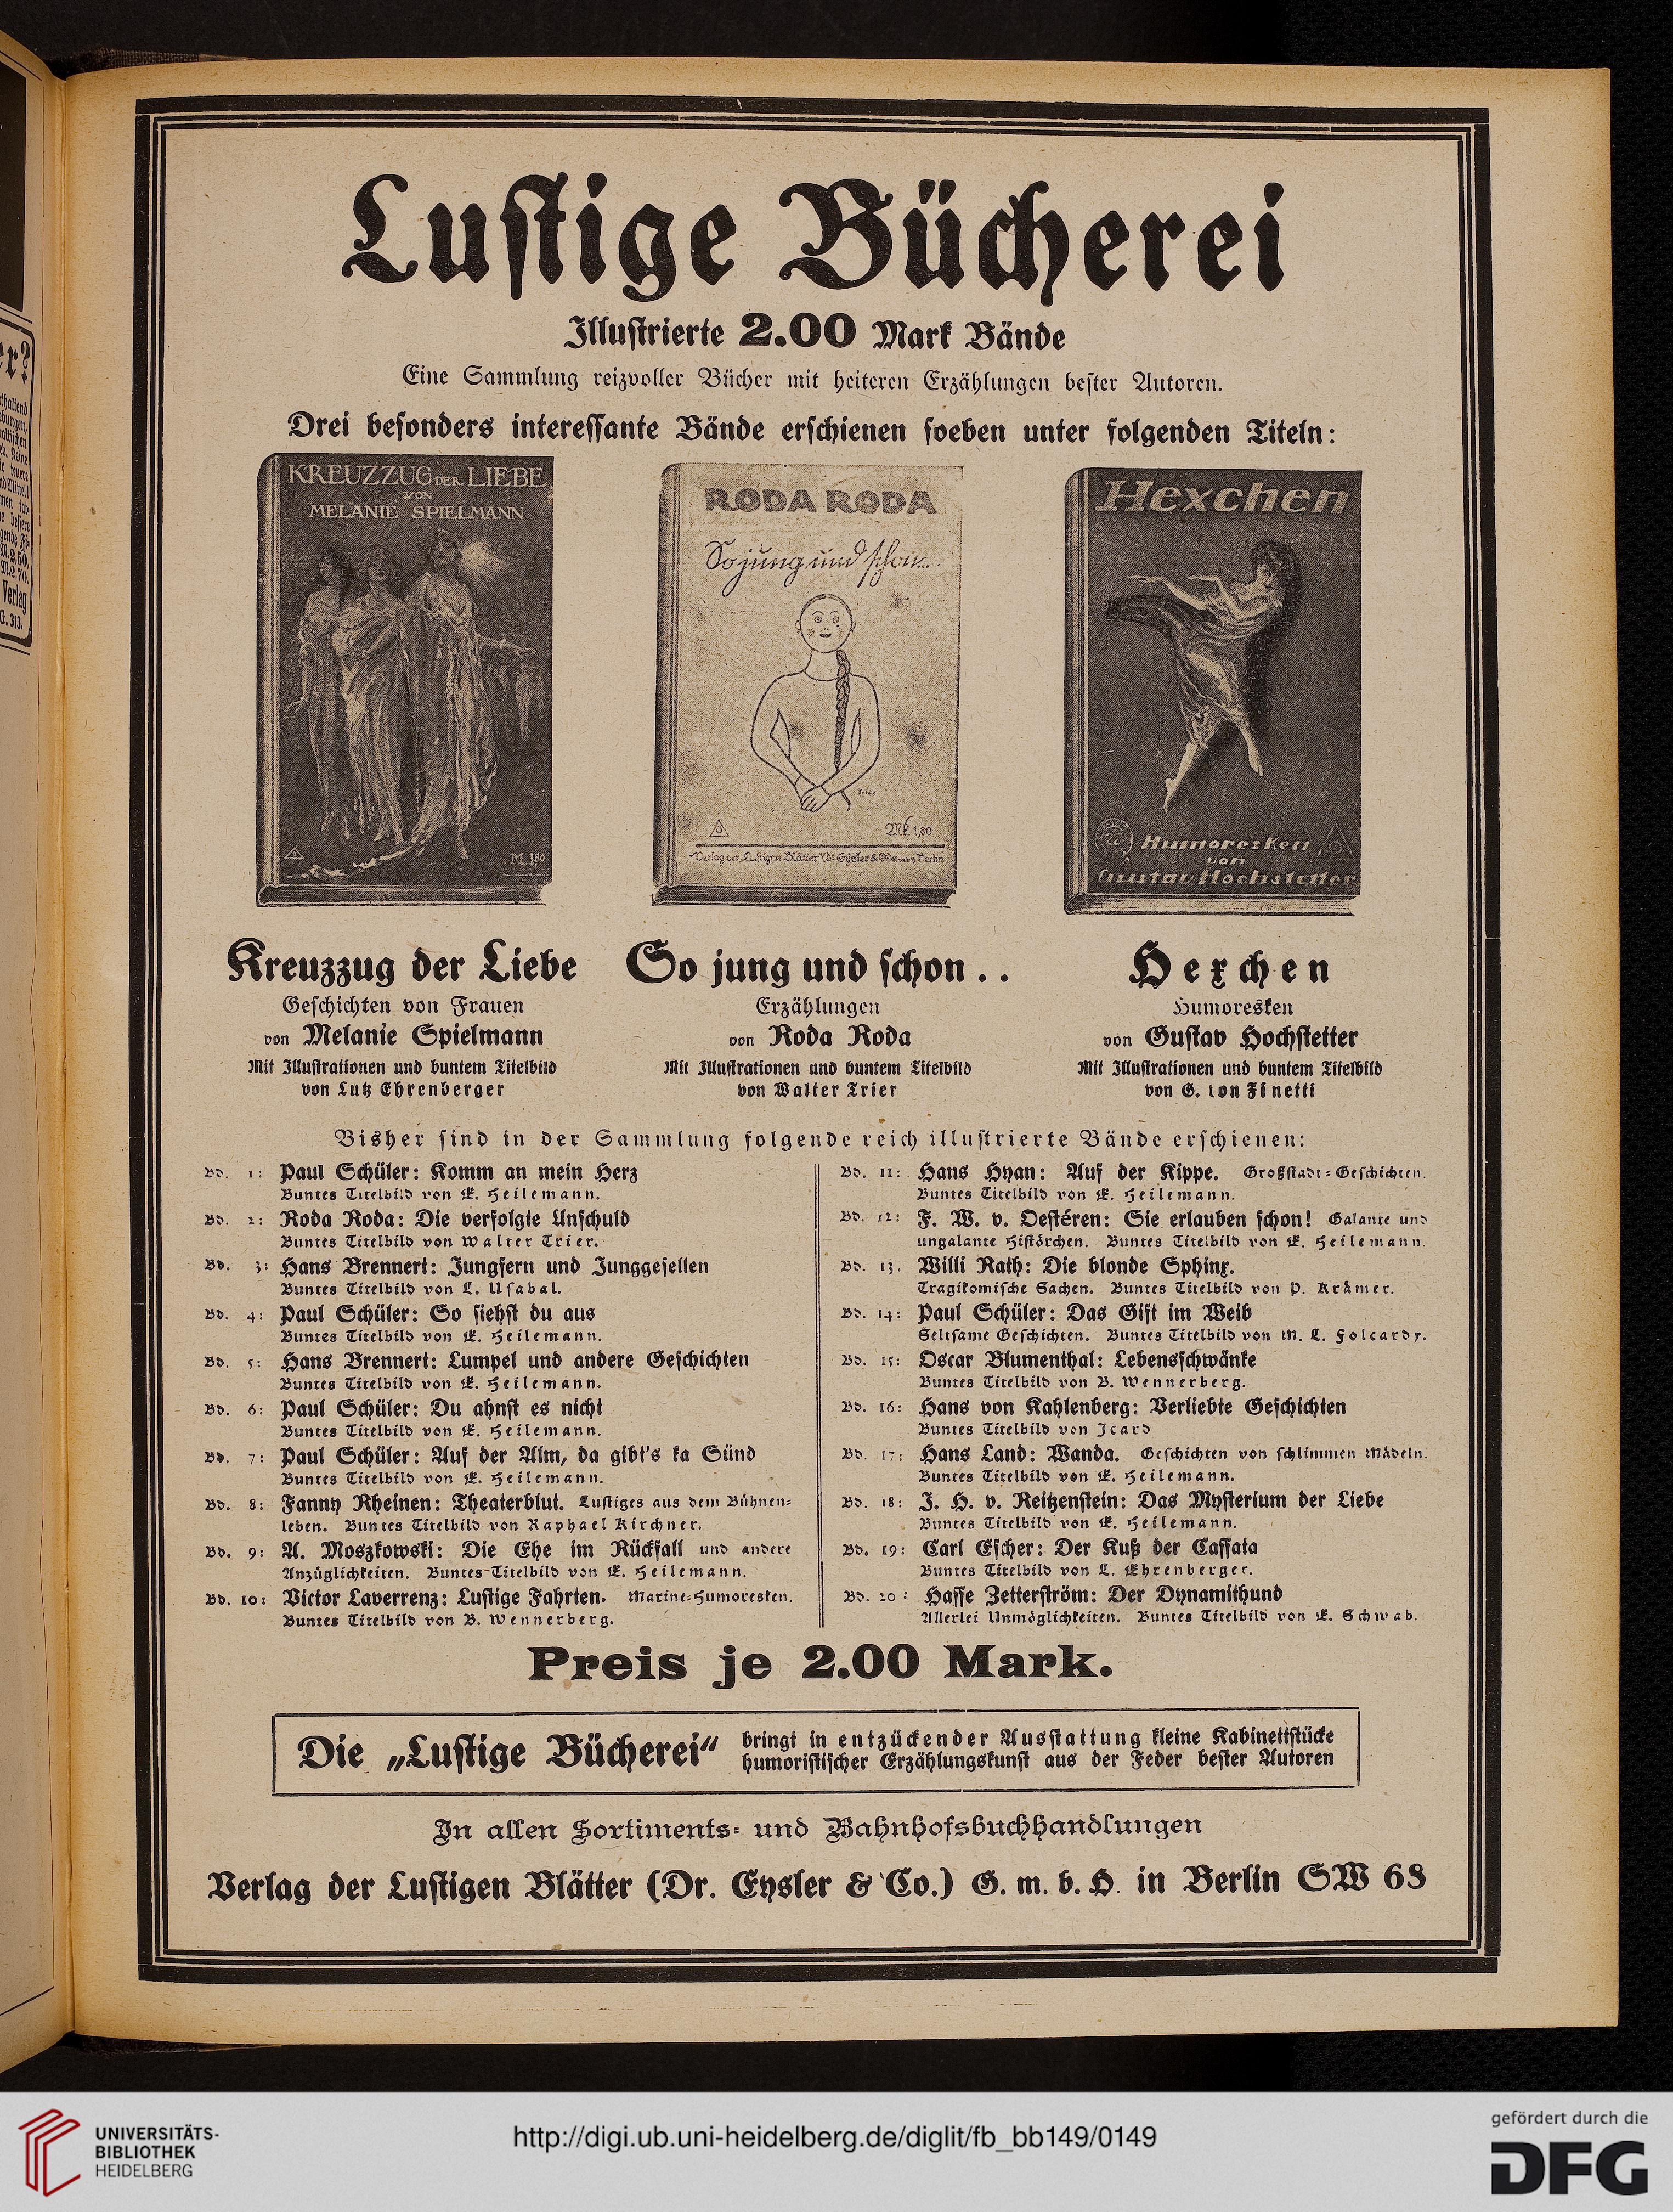 Lustige Bücherei
Illustrierte 2.00 Mark Bände
Eine Sammlung reizvoller Bücher mit heiteren Erzählungen bester Autoren.
Drei besonders interessante Bände erschienen soeben unter folgenden Titeln:
KREUZZUG DER LIEBE
VON
MELANIE SPIELMANN
M. 1.80
RODA RODA
So jung und schon...
Mk. 1,80
Verlag der Lustigen Blätter (Dr. Eysler & Co.) Berlin
Hexchen
Humoresken
von
Gustav Hochstetter
Kreuzzug der Liebe
Geschichten von Frauen
von Melanie Spielmann
Mit Illustrationen und buntem Titelbild
von Lutz Ehrenberger
So jung und schon . .
Erzählungen
von Roda Roda
Mit Illustrationen und buntem Titelbild
von Walter Trier
Hexchen
Humoresken
von Gustav Hochstetter
Mit Illustrationen und buntem Titelbild
von G. von Finetti
Bisher sind in der Sammlung folgende reich illustrierte Bände erschienen:
Bd. 1: Paul Schüler: Komm an mein Herz
Buntes Titelbild von E. Heilemann.
Bd. 2: Roda Roda: Die verfolgte Unschuld
Buntes Titelbild von Walter Trier.
Bd. 3: Hans Brennert: Jungfern und Junggesellen
Buntes Titelbild von L. Usabal.
Bd. 4: Paul Schüler: So siehst du aus
Buntes Titelbild von E. Heilemann.
Bd. 5: Hans Brennert: Lumpel und andere Geschichten
Buntes Titelbild von E. Heilemann.
Bd. 6: Paul Schüler: Du ahnst es nicht
Buntes Titelbild von E. Heilemann.
Bd. 7: Paul Schüler: Auf der Alm, da gibt's ka Sünd
Buntes Titelbild von E. Heilemann.
Bd. 8: Fanny Rheinen: Theaterblut. Lustiges aus dem Bühnen-
leben. Buntes Titelbild von Raphael Kirchner.
Bd. 9: A. Moszkowski: Die Ehe im Rückfall und andere
Anzüglichkeiten. Buntes Titelbild von E. Heilemann.
Bd. 10: Victor Laverrenz: Lustige Fahrten. Marine-Humoresken.
Buntes Titelbild von B. Wennerberg.
Bd. 11: Hans Hyan: Auf der Kippe. Großstadt-Geschichten.
Buntes Titelbild von E. Heilemann.
Bd. 12: F. W. v. Oestéren: Sie erlauben schon! Galante und
ungalante Histörchen. Buntes Titelbild von E. Heilemann.
Bd. 13. Willi Rath: Die blonde Sphinx.
Tragikomische Sachen. Buntes Titelbild von P. Krämer.
Bd. 14: Paul Schüler: Das Gift im Weib
Seltsame Geschichten. Buntes Titelbild von M. L. Folcardy.
Bd. 15: Oscar Blumenthal: Lebensschwänke
Buntes Titelbild von B. Wennerberg.
Bd. 16: Hans von Kahlenberg: Verliebte Geschichten
Buntes Titelbild von Icard
Bd. 17: Hans Land: Wanda. Geschichten von schlimmen Mädeln.
Buntes Titelbild von E. Heilemann.
Bd. 18: J. H. v. Reitzenstein: Das Mysterium der Liebe
Buntes Titelbild von E. Heilemann.
Bd. 19: Carl Escher: Der Kuß der Cassata
Buntes Titelbild von L. Ehrenberger.
Bd. 20: Hasse Zetterström: Der Dynamithund
Allerlei Unmöglichkeiten. Buntes Titelbild von E. Schwab.
Preis je 2.00 Mark.
Die „Lustige Bücherei“ bringt in entzückender Ausstattung kleine Kabinettstücke
humoristischer Erzählungskunst aus der Feder bester Autoren
In allen Sortiments- und Bahnhofsbuchhandlungen
Verlag der Lustigen Blätter (Dr. Eysler & Co.) G. m. b. H. in Berlin SW 68
UNIVERSITÄTS-
BIBLIOTHEK
HEIDELBERG
http://digi.ub.uni-heidelberg.de/diglit/fb_bb149/0149
gefördert durch die
DFG